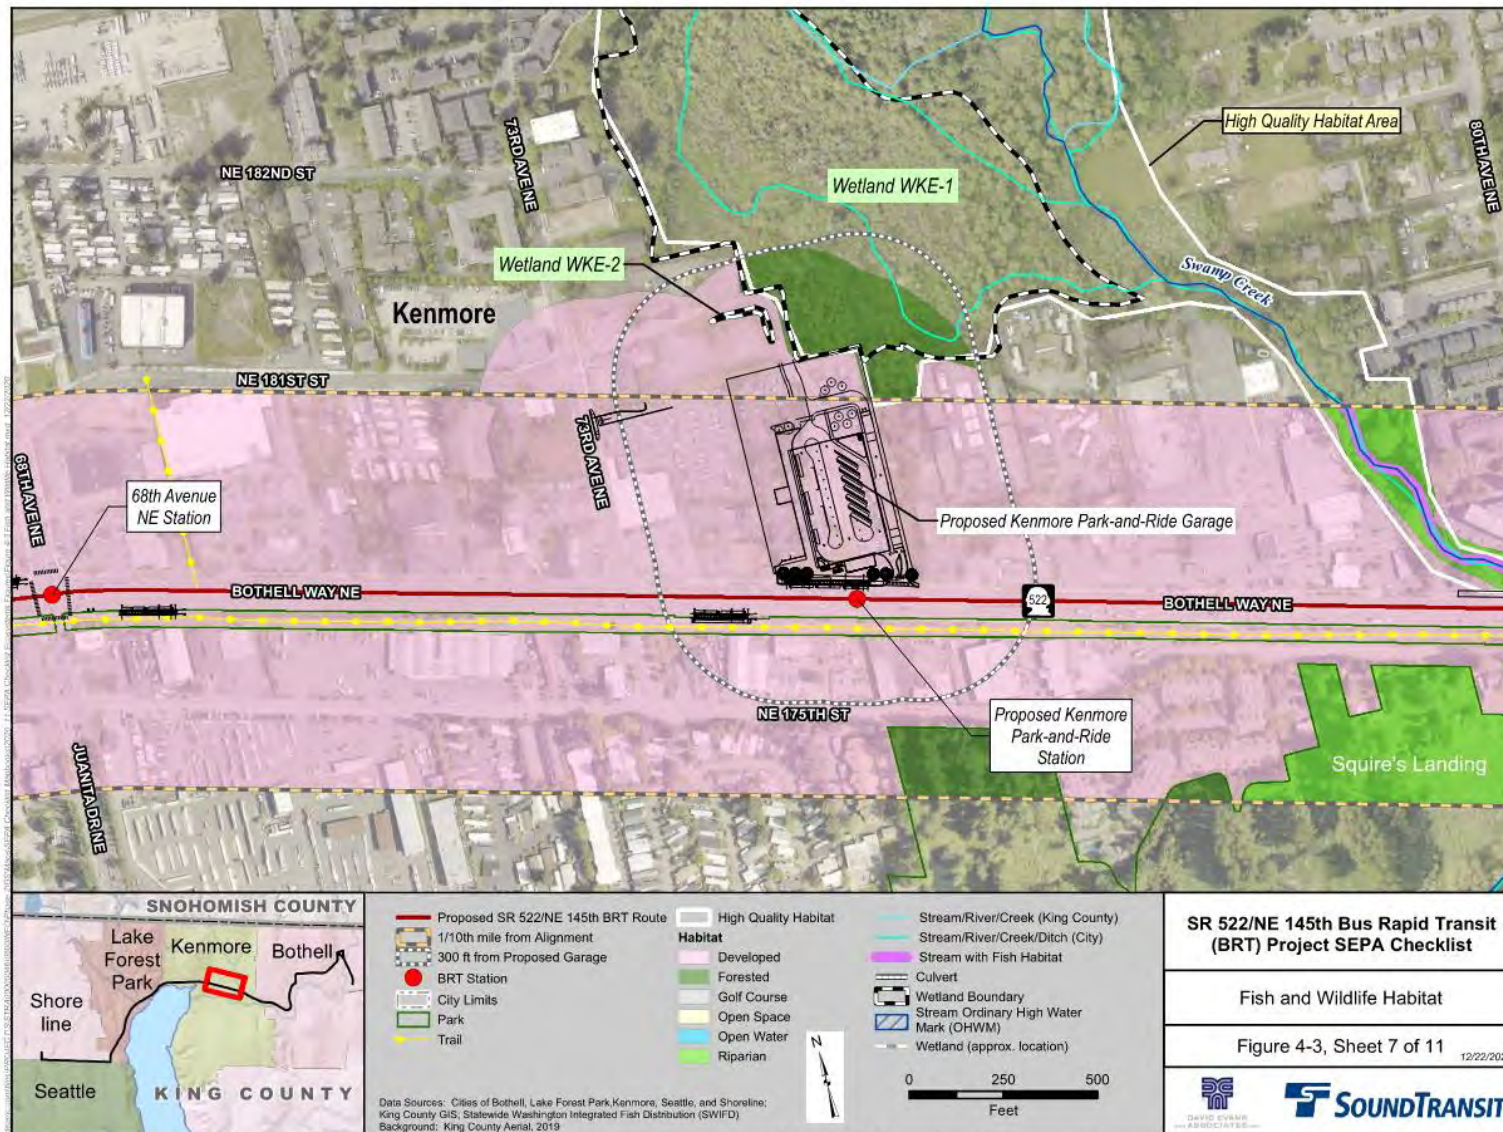 High Quality Habitat Area
80TH AVE NE
73RD AVE NE
NE 182ND ST
Wetland WKE-1
Wetland WKE-2
Swamp Creek
Kenmore
NE 181ST ST
73RD AVE NE
68TH AVE NE
68th Avenue
NE Station
Proposed Kenmore Park-and-Ride Garage
BOTHELL WAY NE
522
BOTHELL WAY NE
NE 175TH ST
Proposed Kenmore
Park-and-Ride
Station
Squire's Landing
JUANITA DR NE
SNOHOMISH COUNTY
Lake
Forest
Park
Kenmore
Bothell
Shore
line
Seattle
KING COUNTY
Proposed SR 522/NE 145th BRT Route
1/10th mile from Alignment
300 ft from Proposed Garage
BRT Station
City Limits
Park
Trail
High Quality Habitat
Habitat
Developed
Forested
Golf Course
Open Space
Open Water
Riparian
Stream/River/Creek (King County)
Stream/River/Creek/Ditch (City)
Stream with Fish Habitat
Culvert
Wetland Boundary
Stream Ordinary High Water
Mark (OHWM)
Wetland (approx. location)
N
0 250 500
Feet
Data Sources: Cities of Bothell, Lake Forest Park,Kenmore, Seattle, and Shoreline;
King County GIS; Statewide Washington Integrated Fish Distribution (SWIFD)
Background: King County Aerial, 2019
SR 522/NE 145th Bus Rapid Transit
(BRT) Project SEPA Checklist
Fish and Wildlife Habitat
Figure 4-3, Sheet 7 of 11
12/22/202
DAVID EVANS
AND ASSOCIATES
SOUNDTRANSIT